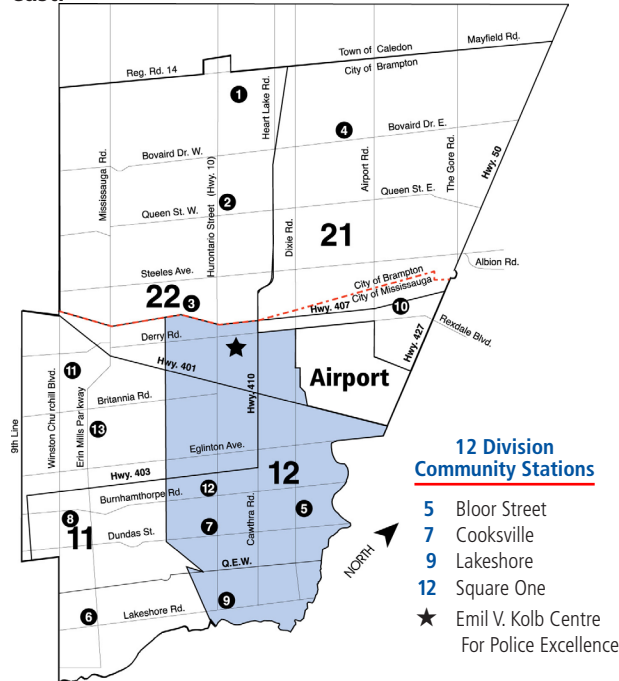 east.
Mayfield Rd.
Town of Caledon
City of Brampton
Reg. Rd. 14
1
Heart Lake Rd.
4
Bovaird Dr. E.
Bovaird Dr. W.
Mississauga Rd.
Hurontario Street (Hwy. 10)
Airport Rd.
The Gore Rd.
Hwy. 50
Queen St. E.
2
Queen St. W.
Dixie Rd.
21
Steeles Ave.
Albion Rd.
City of Brampton
City of Mississauga
22
3
Hwy. 407
10
Rexdale Blvd.
Derry Rd.
Hwy. 427
Hwy. 401
11
Airport
Hwy. 410
9th Line
Winston Churchill Blvd.
Erin Mills Parkway
Britannia Rd.
13
Eglinton Ave.
Hwy. 403
12
12
Burnhamthorpe Rd.
Cawthra Rd.
5
8
11
7
Dundas St.
Q.E.W.
NORTH
9
6
Lakeshore Rd.
12 Division
Community Stations
5 Bloor Street
7 Cooksville
9 Lakeshore
12 Square One
Emil V. Kolb Centre
For Police Excellence